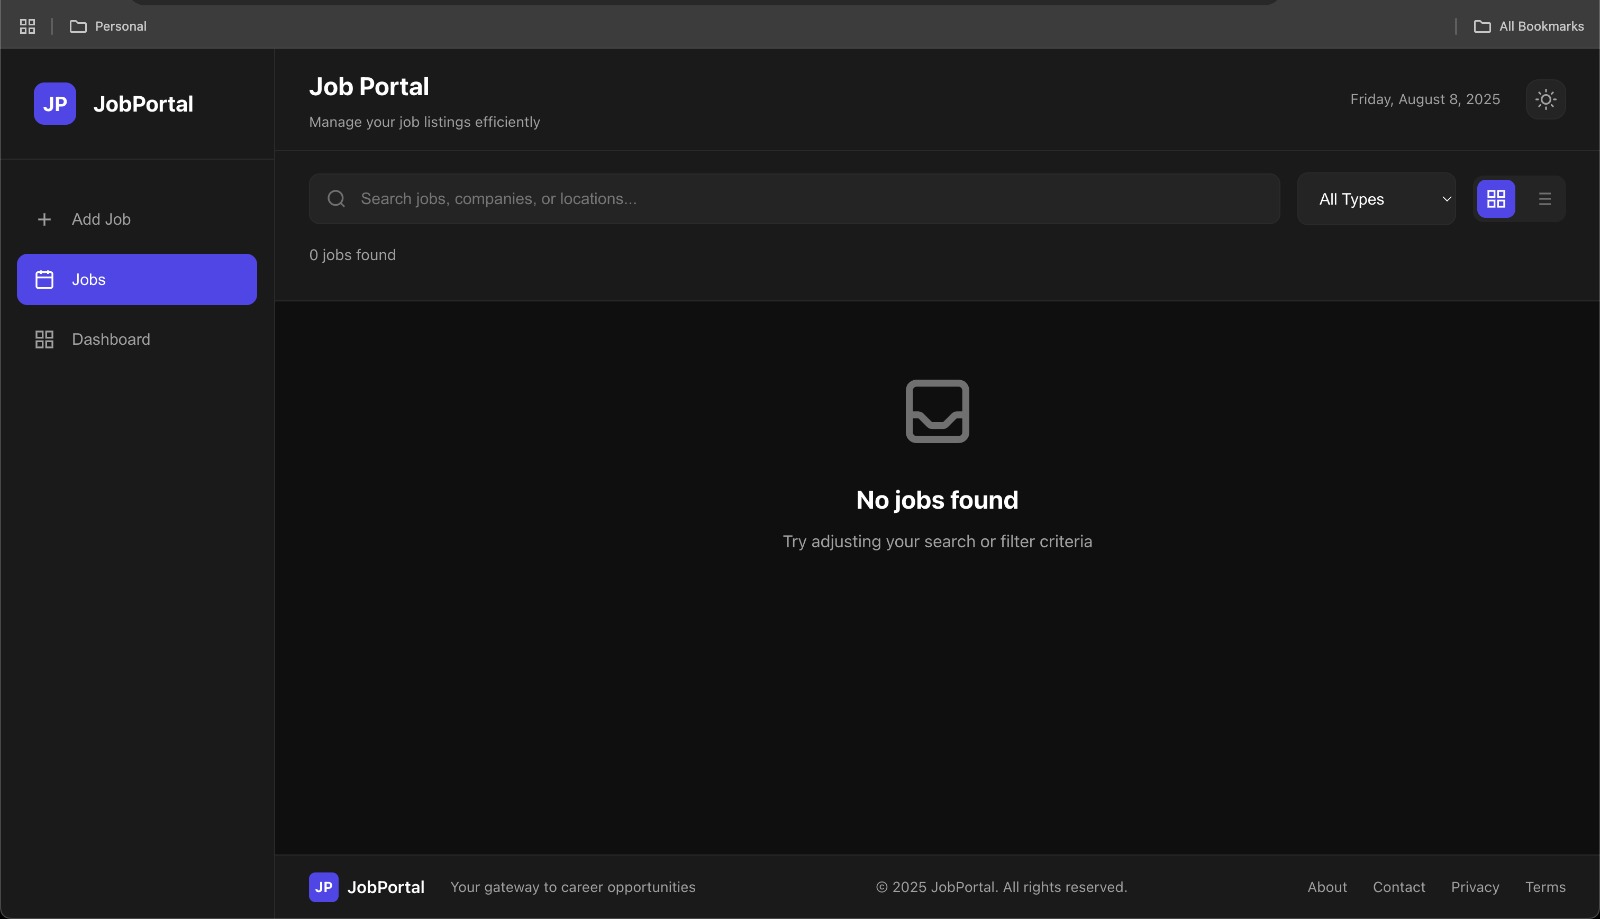 Personal
All Bookmarks
JP
JobPortal
Add Job
Jobs
Dashboard
Job Portal
Manage your job listings efficiently
Friday, August 8, 2025
Search jobs, companies, or locations...
All Types
0 jobs found
No jobs found
Try adjusting your search or filter criteria
JP
JobPortal
Your gateway to career opportunities
© 2025 JobPortal. All rights reserved.
About
Contact
Privacy
Terms